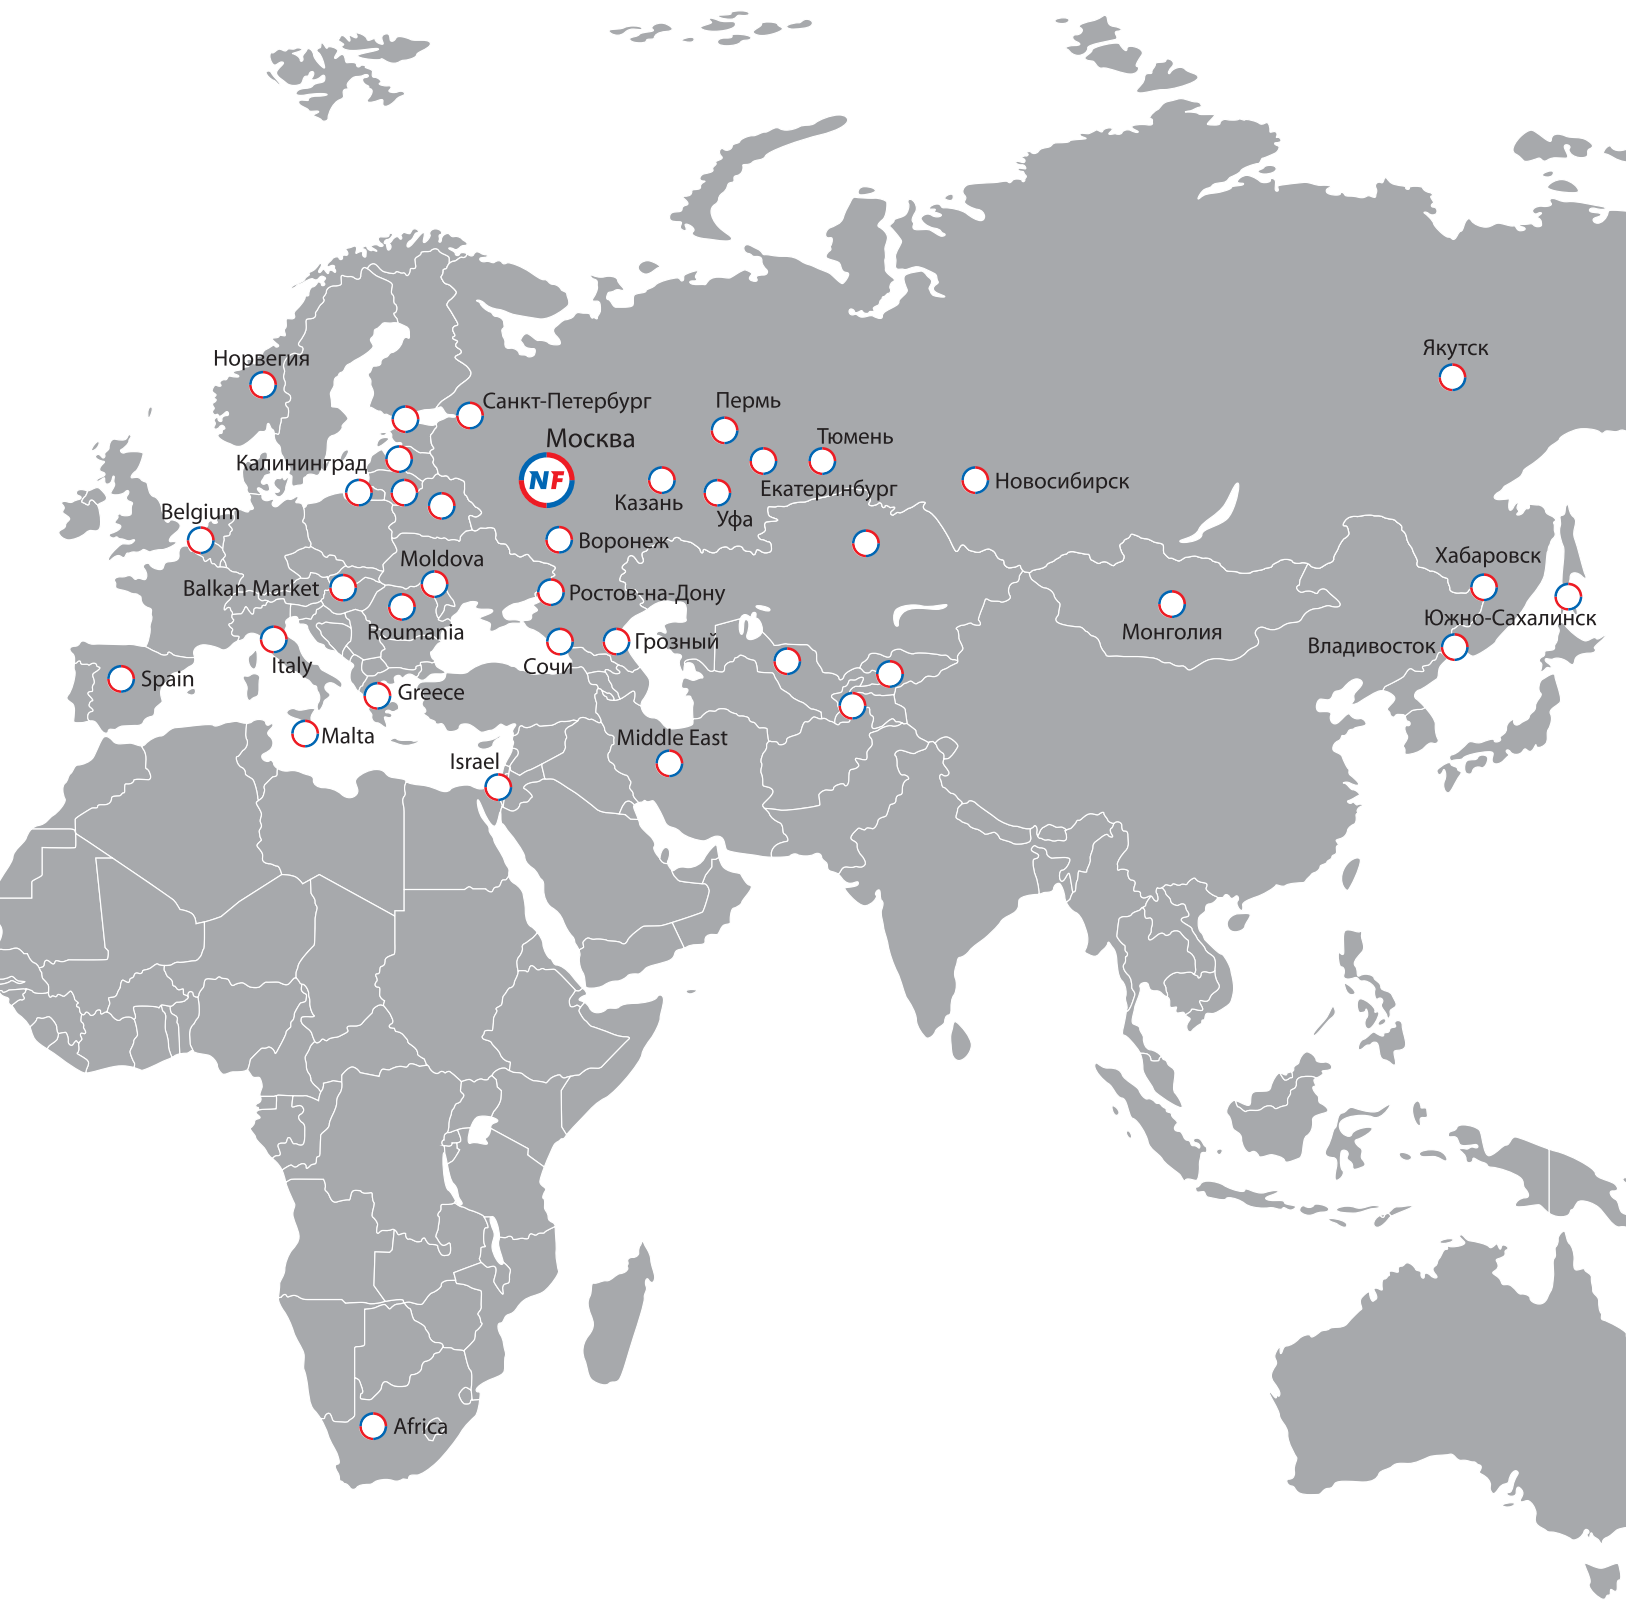 Якутск
Норвегия
Санкт-Петербург
Пермь
Москва
Тюмень
Калининград
NF
Новосибирск
Екатеринбург
Казань
Belgium
Уфа
Воронеж
Хабаровск
Moldova
Balkan Market
Ростов-на-Дону
Южно-Сахалинск
Roumania
Монголия
Грозный
Владивосток
Сочи
Italy
Spain
Greece
Malta
Middle East
Israel
Africa